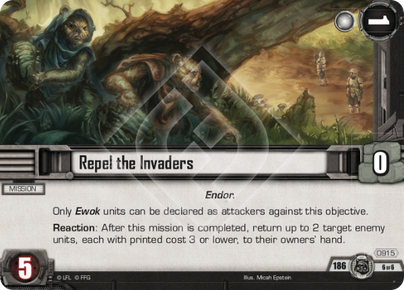 1
Repel the Invaders
0
MISSION
Endor.
Only Ewok units can be declared as attackers against this objective.
Reaction: After this mission is completed, return up to 2 target enemy
units, each with printed cost 3 or lower, to their owners' hand.
0915
5
© LFL © FFG
Illus. Micah Epstein
186
6 of 6